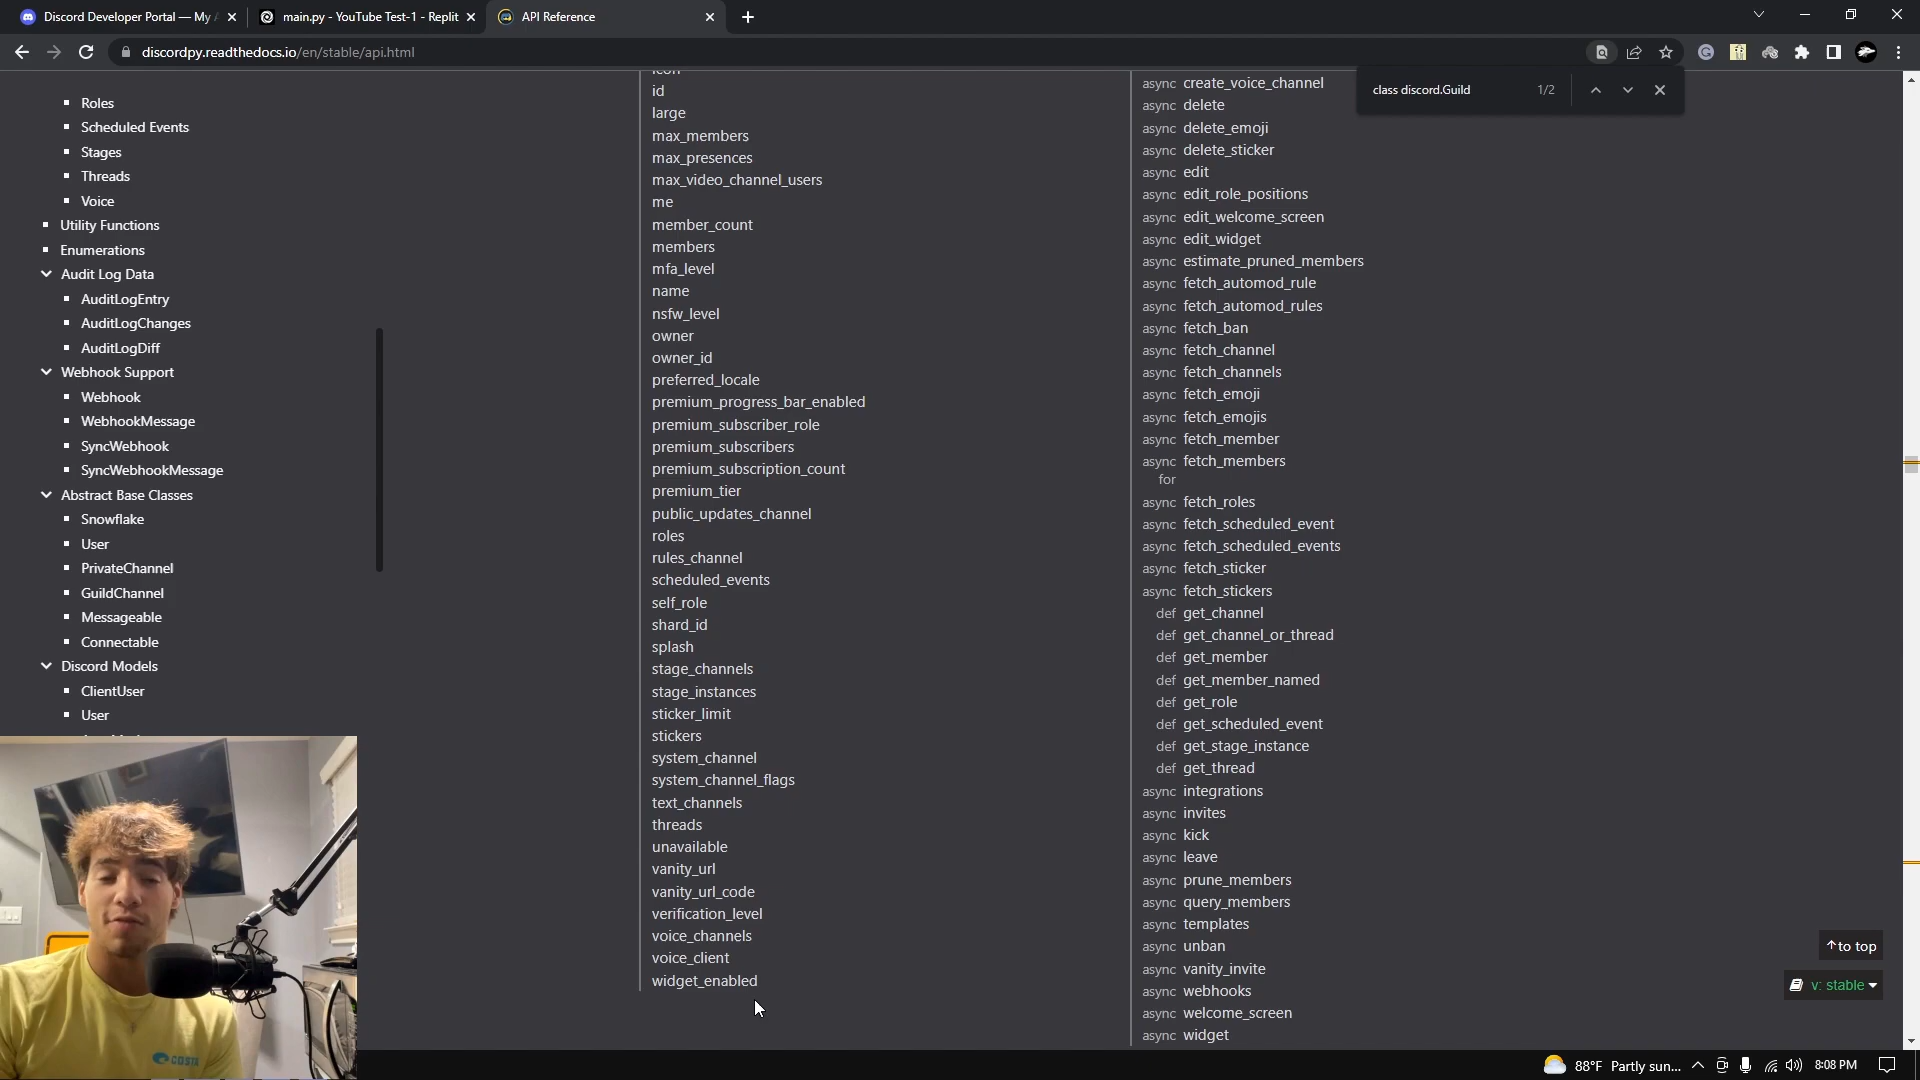 Discord Developer Portal — My A
main.py - YouTube Test-1 - Replit
API Reference
discordpy.readthedocs.io/en/stable/api.html
class discord.Guild
1/2
Roles
Scheduled Events
Stages
Threads
Voice
Utility Functions
Enumerations
Audit Log Data
AuditLogEntry
AuditLogChanges
AuditLogDiff
Webhook Support
Webhook
WebhookMessage
SyncWebhook
SyncWebhookMessage
Abstract Base Classes
Snowflake
User
PrivateChannel
GuildChannel
Messageable
Connectable
Discord Models
ClientUser
User
icon
id
large
max_members
max_presences
max_video_channel_users
me
member_count
members
mfa_level
name
nsfw_level
owner
owner_id
preferred_locale
premium_progress_bar_enabled
premium_subscriber_role
premium_subscribers
premium_subscription_count
premium_tier
public_updates_channel
roles
rules_channel
scheduled_events
self_role
shard_id
splash
stage_channels
stage_instances
sticker_limit
stickers
system_channel
system_channel_flags
text_channels
threads
unavailable
vanity_url
vanity_url_code
verification_level
voice_channels
voice_client
widget_enabled
async create_voice_channel
async delete
async delete_emoji
async delete_sticker
async edit
async edit_role_positions
async edit_welcome_screen
async edit_widget
async estimate_pruned_members
async fetch_automod_rule
async fetch_automod_rules
async fetch_ban
async fetch_channel
async fetch_channels
async fetch_emoji
async fetch_emojis
async fetch_member
async fetch_members
for
async fetch_roles
async fetch_scheduled_event
async fetch_scheduled_events
async fetch_sticker
async fetch_stickers
def get_channel
def get_channel_or_thread
def get_member
def get_member_named
def get_role
def get_scheduled_event
def get_stage_instance
def get_thread
async integrations
async invites
async kick
async leave
async prune_members
async query_members
async templates
async unban
async vanity_invite
async webhooks
async welcome_screen
async widget
↑to top
v: stable
COSTA
88°F Partly sun...
8:08 PM